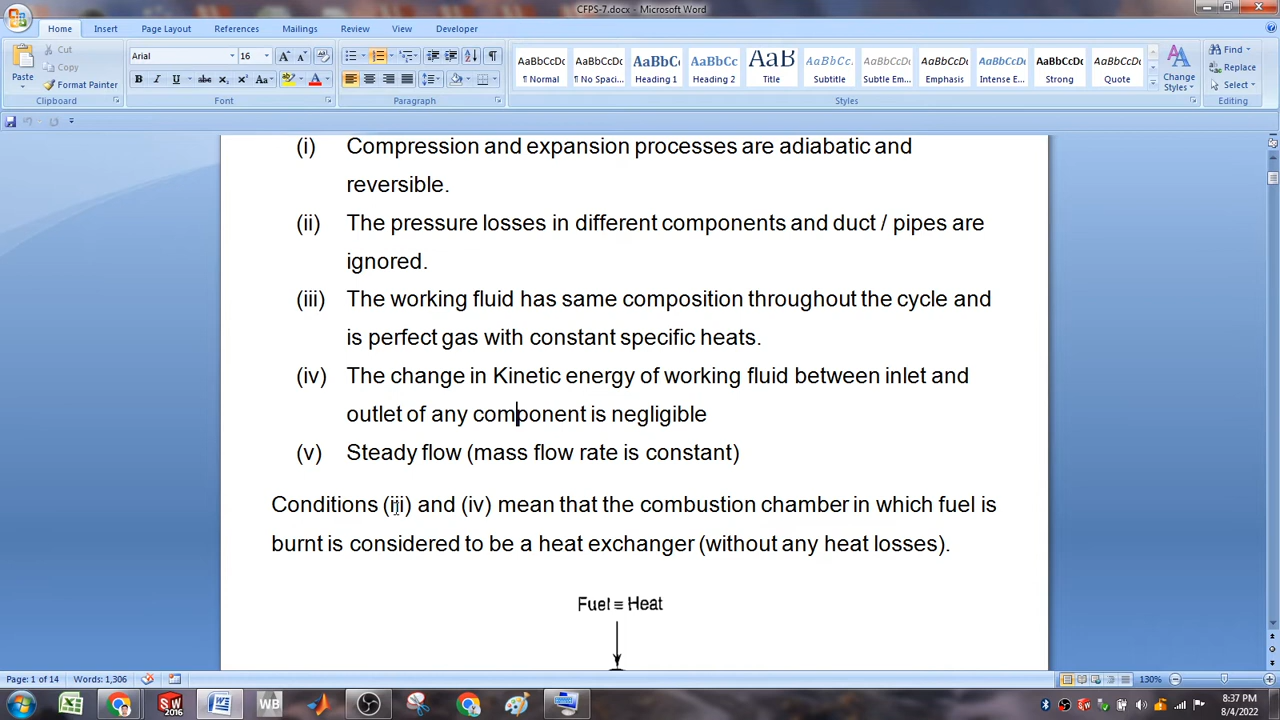 CFPS-7.docx - Microsoft Word
Home Insert Page Layout References Mailings Review View Developer
Paste
Cut
Copy
Format Painter
Clipboard
Arial 16
Font
Paragraph
AaBbCcDc AaBbCcDc AaBbC AaBbCc AaB AaBbCc. AaBbCcDc AaBbCcDc AaBbCcDc AaBbCcDc AaBbCcDc
¶ Normal ¶ No Spaci... Heading 1 Heading 2 Title Subtitle Subtle Em... Emphasis Intense E... Strong Quote
Change Styles
Styles
Find
Replace
Select
Editing
(i) Compression and expansion processes are adiabatic and
reversible.
(ii) The pressure losses in different components and duct / pipes are
ignored.
(iii) The working fluid has same composition throughout the cycle and
is perfect gas with constant specific heats.
(iv) The change in Kinetic energy of working fluid between inlet and
outlet of any component is negligible
(v) Steady flow (mass flow rate is constant)
Conditions (iii) and (iv) mean that the combustion chamber in which fuel is
burnt is considered to be a heat exchanger (without any heat losses).
Fuel ≡ Heat
Page: 1 of 14 Words: 1,306 130%
SW 2016 WB
8:37 PM
8/4/2022